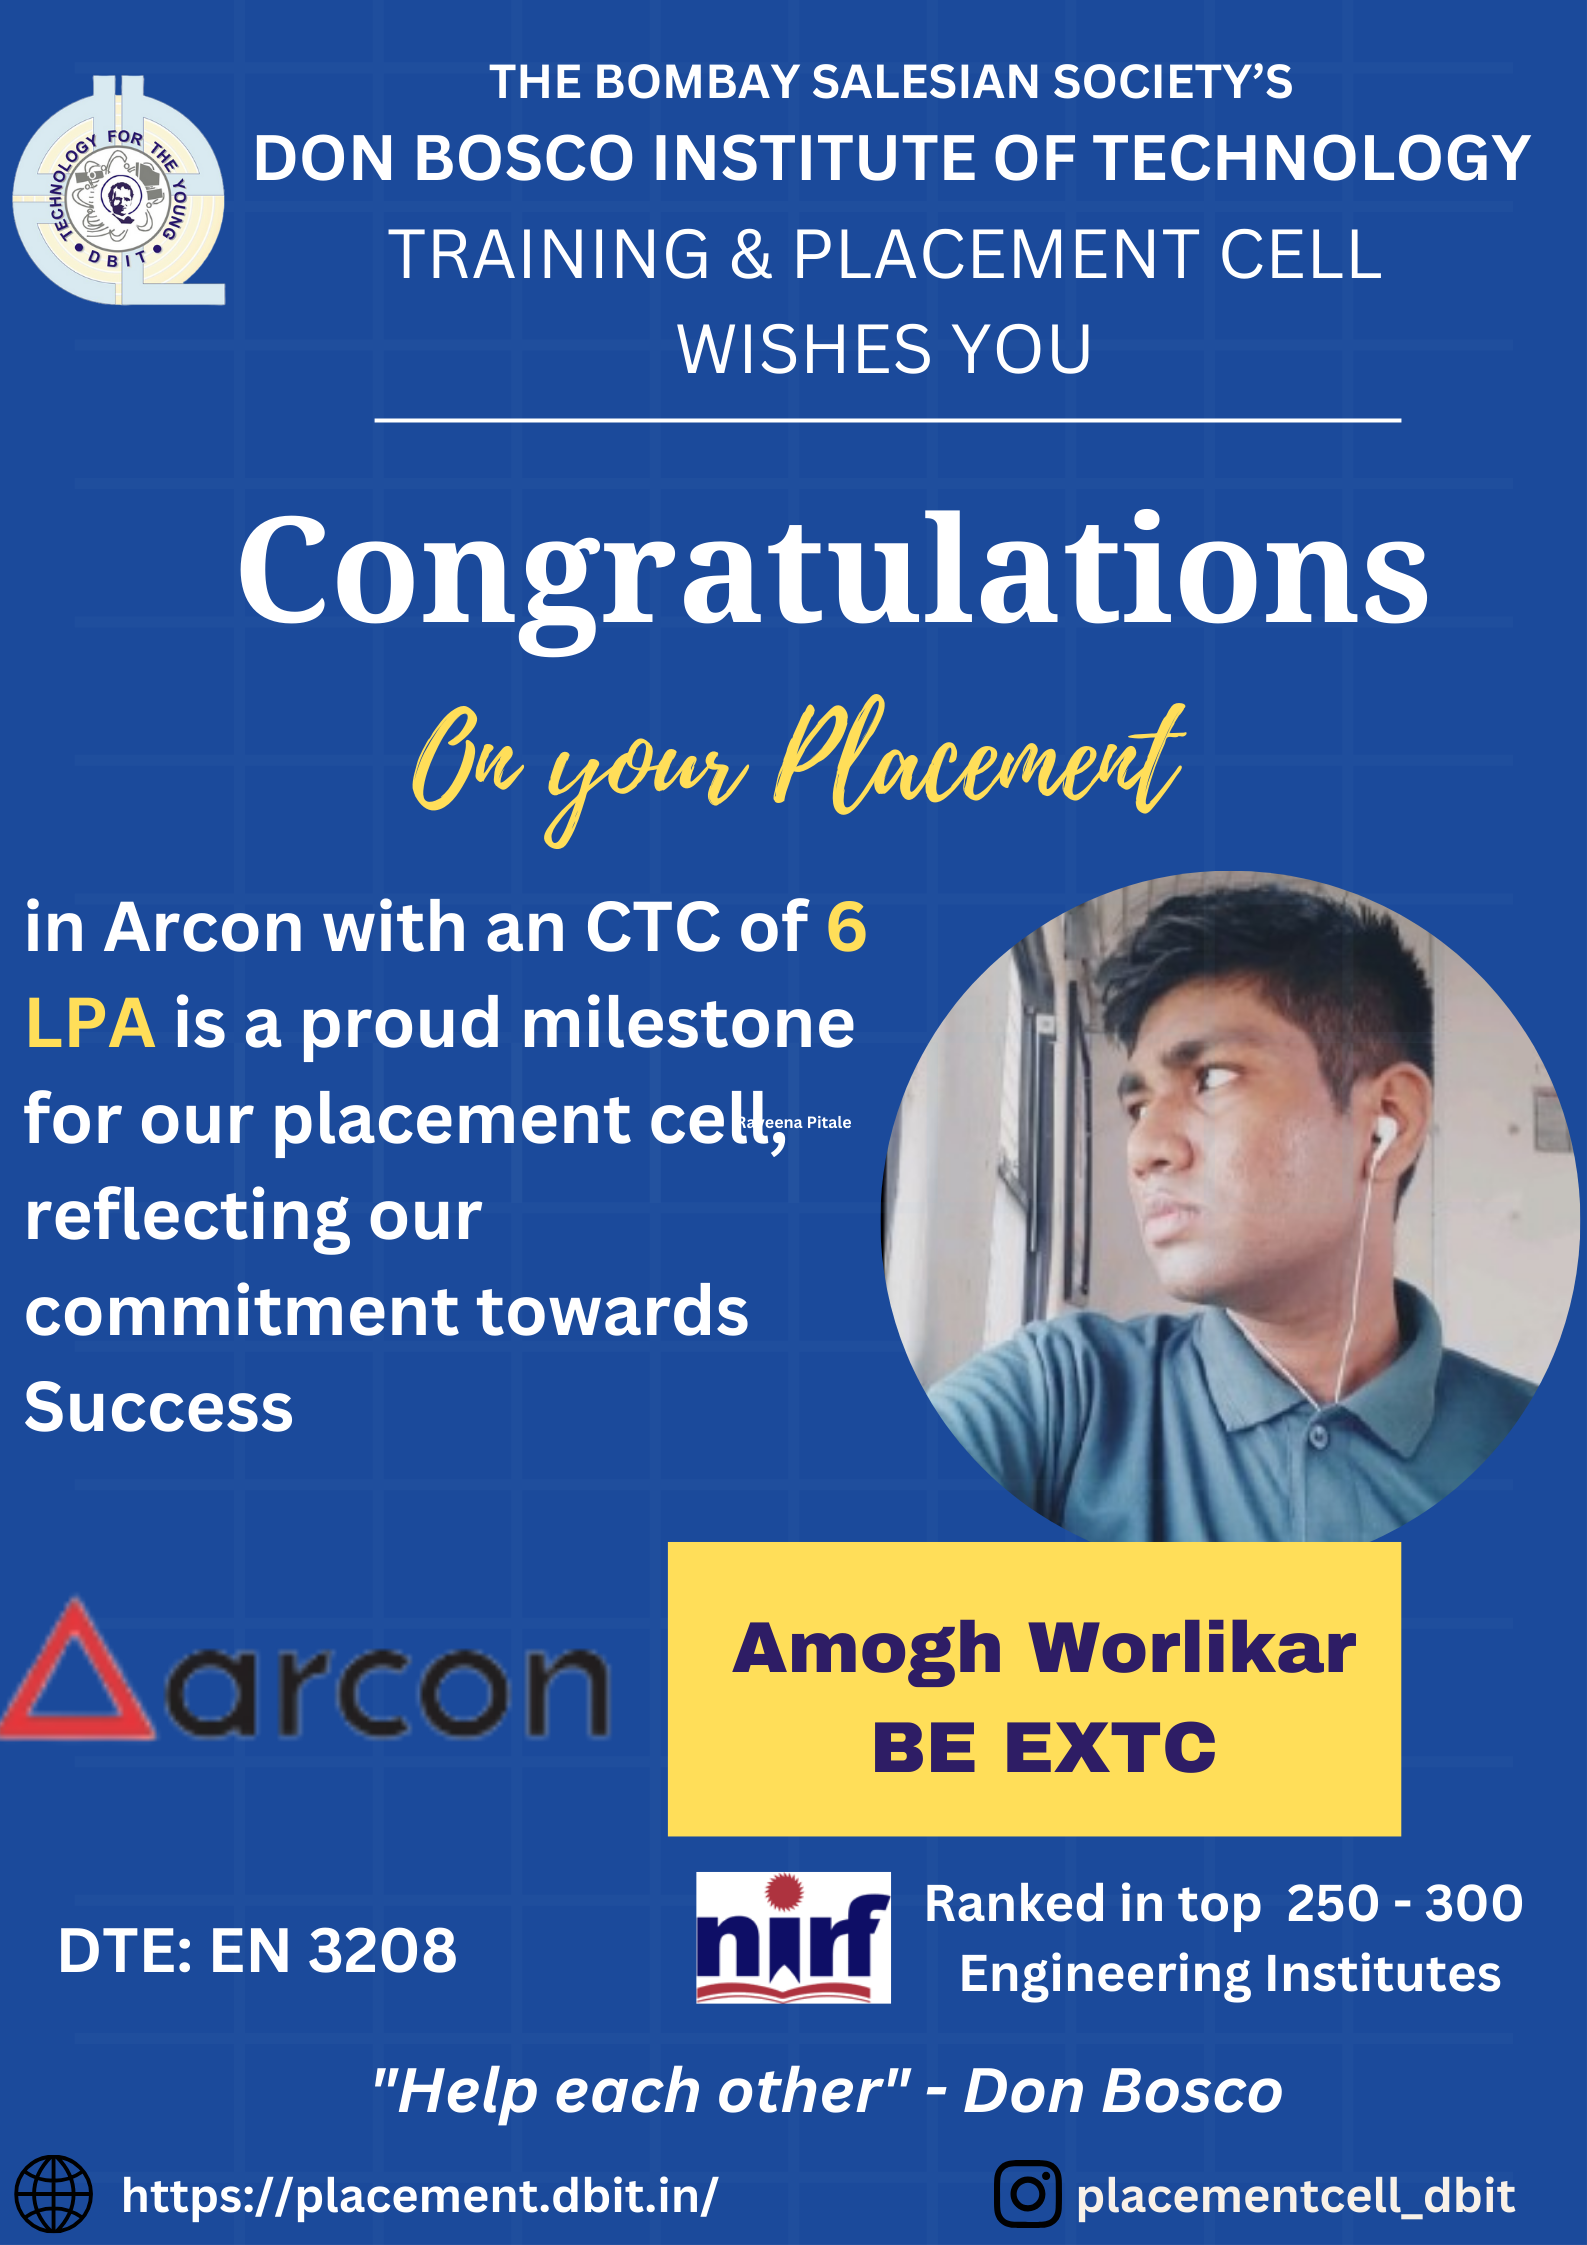 THE BOMBAY SALESIAN SOCIETY'S
DON BOSCO INSTITUTE OF TECHNOLOGY
TRAINING & PLACEMENT CELL
WISHES YOU
TECHNOLOGY FOR THE YOUNG
• DBIT •
Congratulations
On your Placement
in Arcon with an CTC of 6
LPA is a proud milestone
for our placement cell,
Raveena Pitale
reflecting our
commitment towards
Success
arcon
Amogh Worlikar
BE EXTC
DTE: EN 3208
nirf
Ranked in top 250 - 300
Engineering Institutes
"Help each other" - Don Bosco
https://placement.dbit.in/
placementcell_dbit